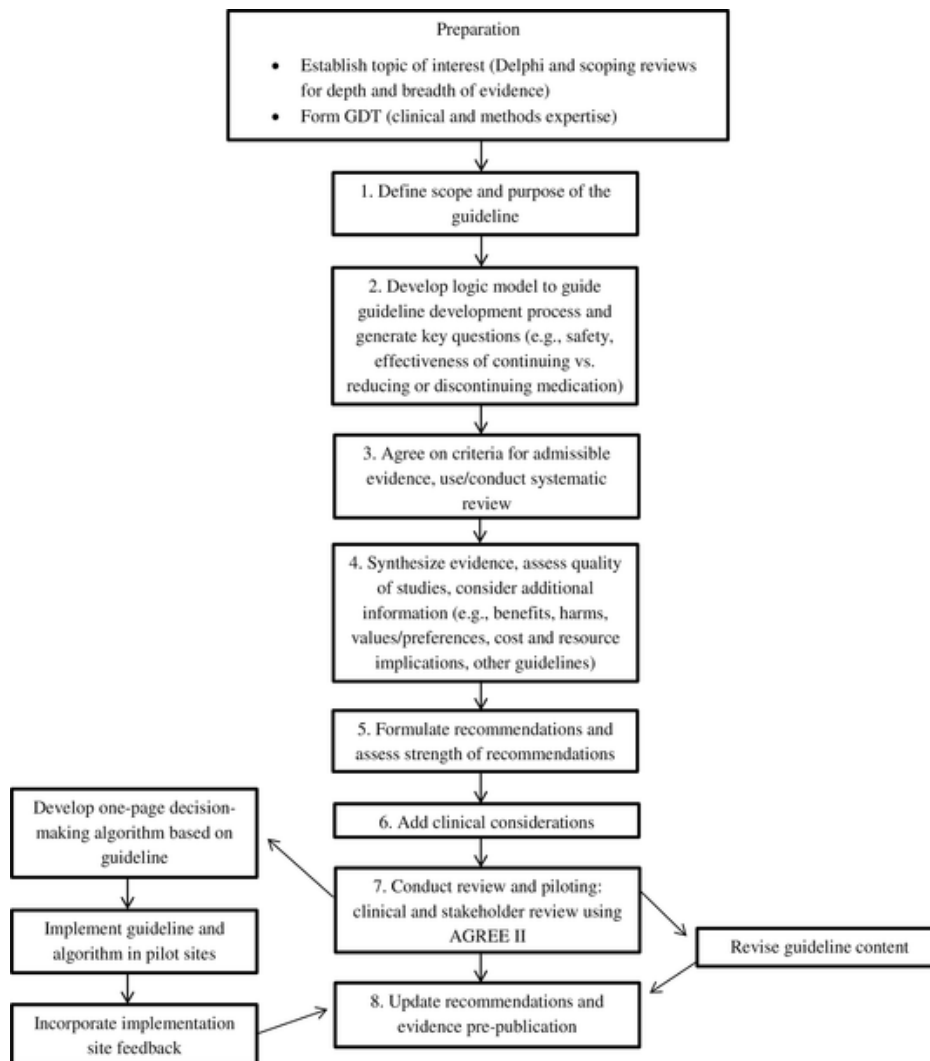 Preparation
• Establish topic of interest (Delphi and scoping reviews
for depth and breadth of evidence)
• Form GDT (clinical and methods expertise)
1. Define scope and purpose of the
guideline
2. Develop logic model to guide
guideline development process and
generate key questions (e.g., safety,
effectiveness of continuing vs.
reducing or discontinuing medication)
3. Agree on criteria for admissible
evidence, use/conduct systematic
review
4. Synthesize evidence, assess quality
of studies, consider additional
information (e.g., benefits, harms,
values/preferences, cost and resource
implications, other guidelines)
5. Formulate recommendations and
assess strength of recommendations
6. Add clinical considerations
7. Conduct review and piloting:
clinical and stakeholder review using
AGREE II
Develop one-page decision-
making algorithm based on
guideline
Implement guideline and
algorithm in pilot sites
Incorporate implementation
site feedback
Revise guideline content
8. Update recommendations and
evidence pre-publication